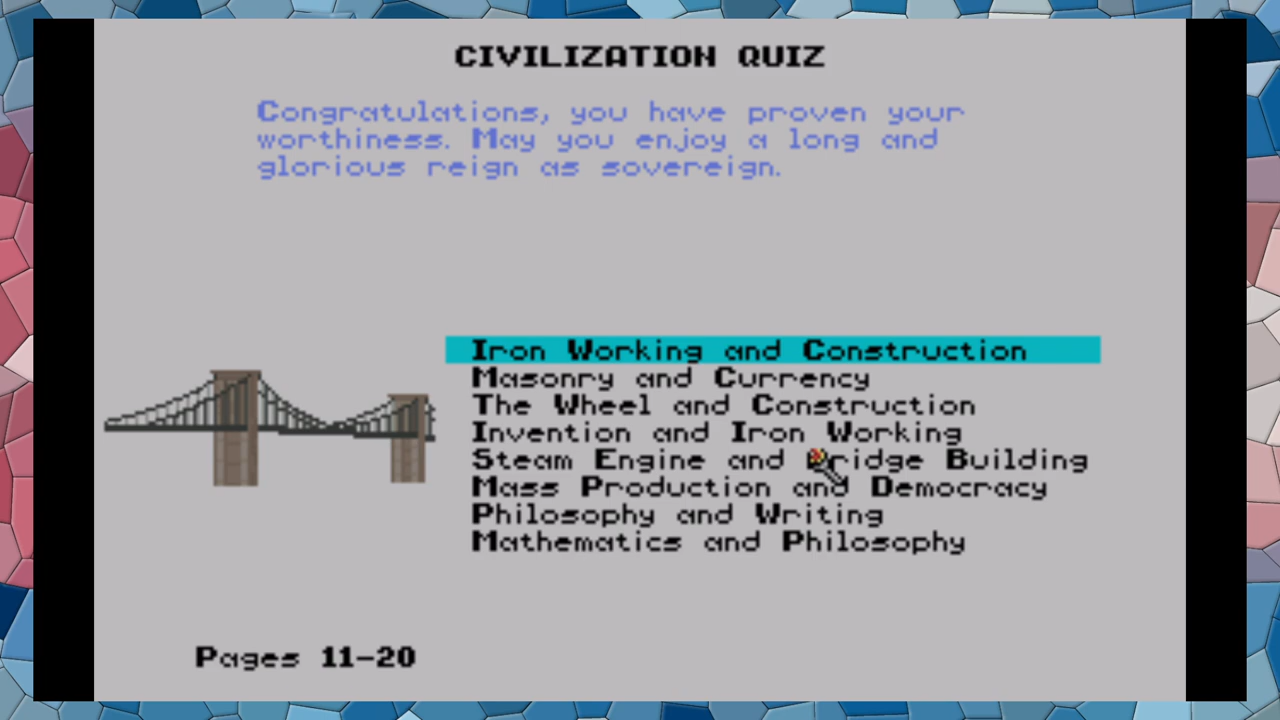 CIVILIZATION QUIZ
Congratulations, you have proven your
worthiness. May you enjoy a long and
glorious reign as sovereign.
Iron Working and Construction
Masonry and Currency
The Wheel and Construction
Invention and Iron Working
Steam Engine and Bridge Building
Mass Production and Democracy
Philosophy and Writing
Mathematics and Philosophy
Pages 11-20